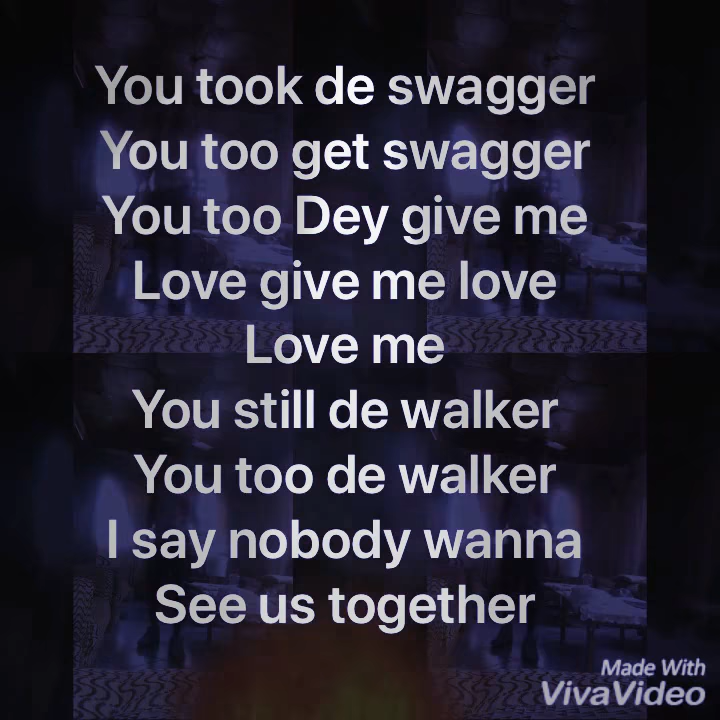 You took de swagger
You too get swagger
You too Dey give me
Love give me love
Love me
You still de walker
You too de walker
I say nobody wanna
See us together
Made With
VivaVideo